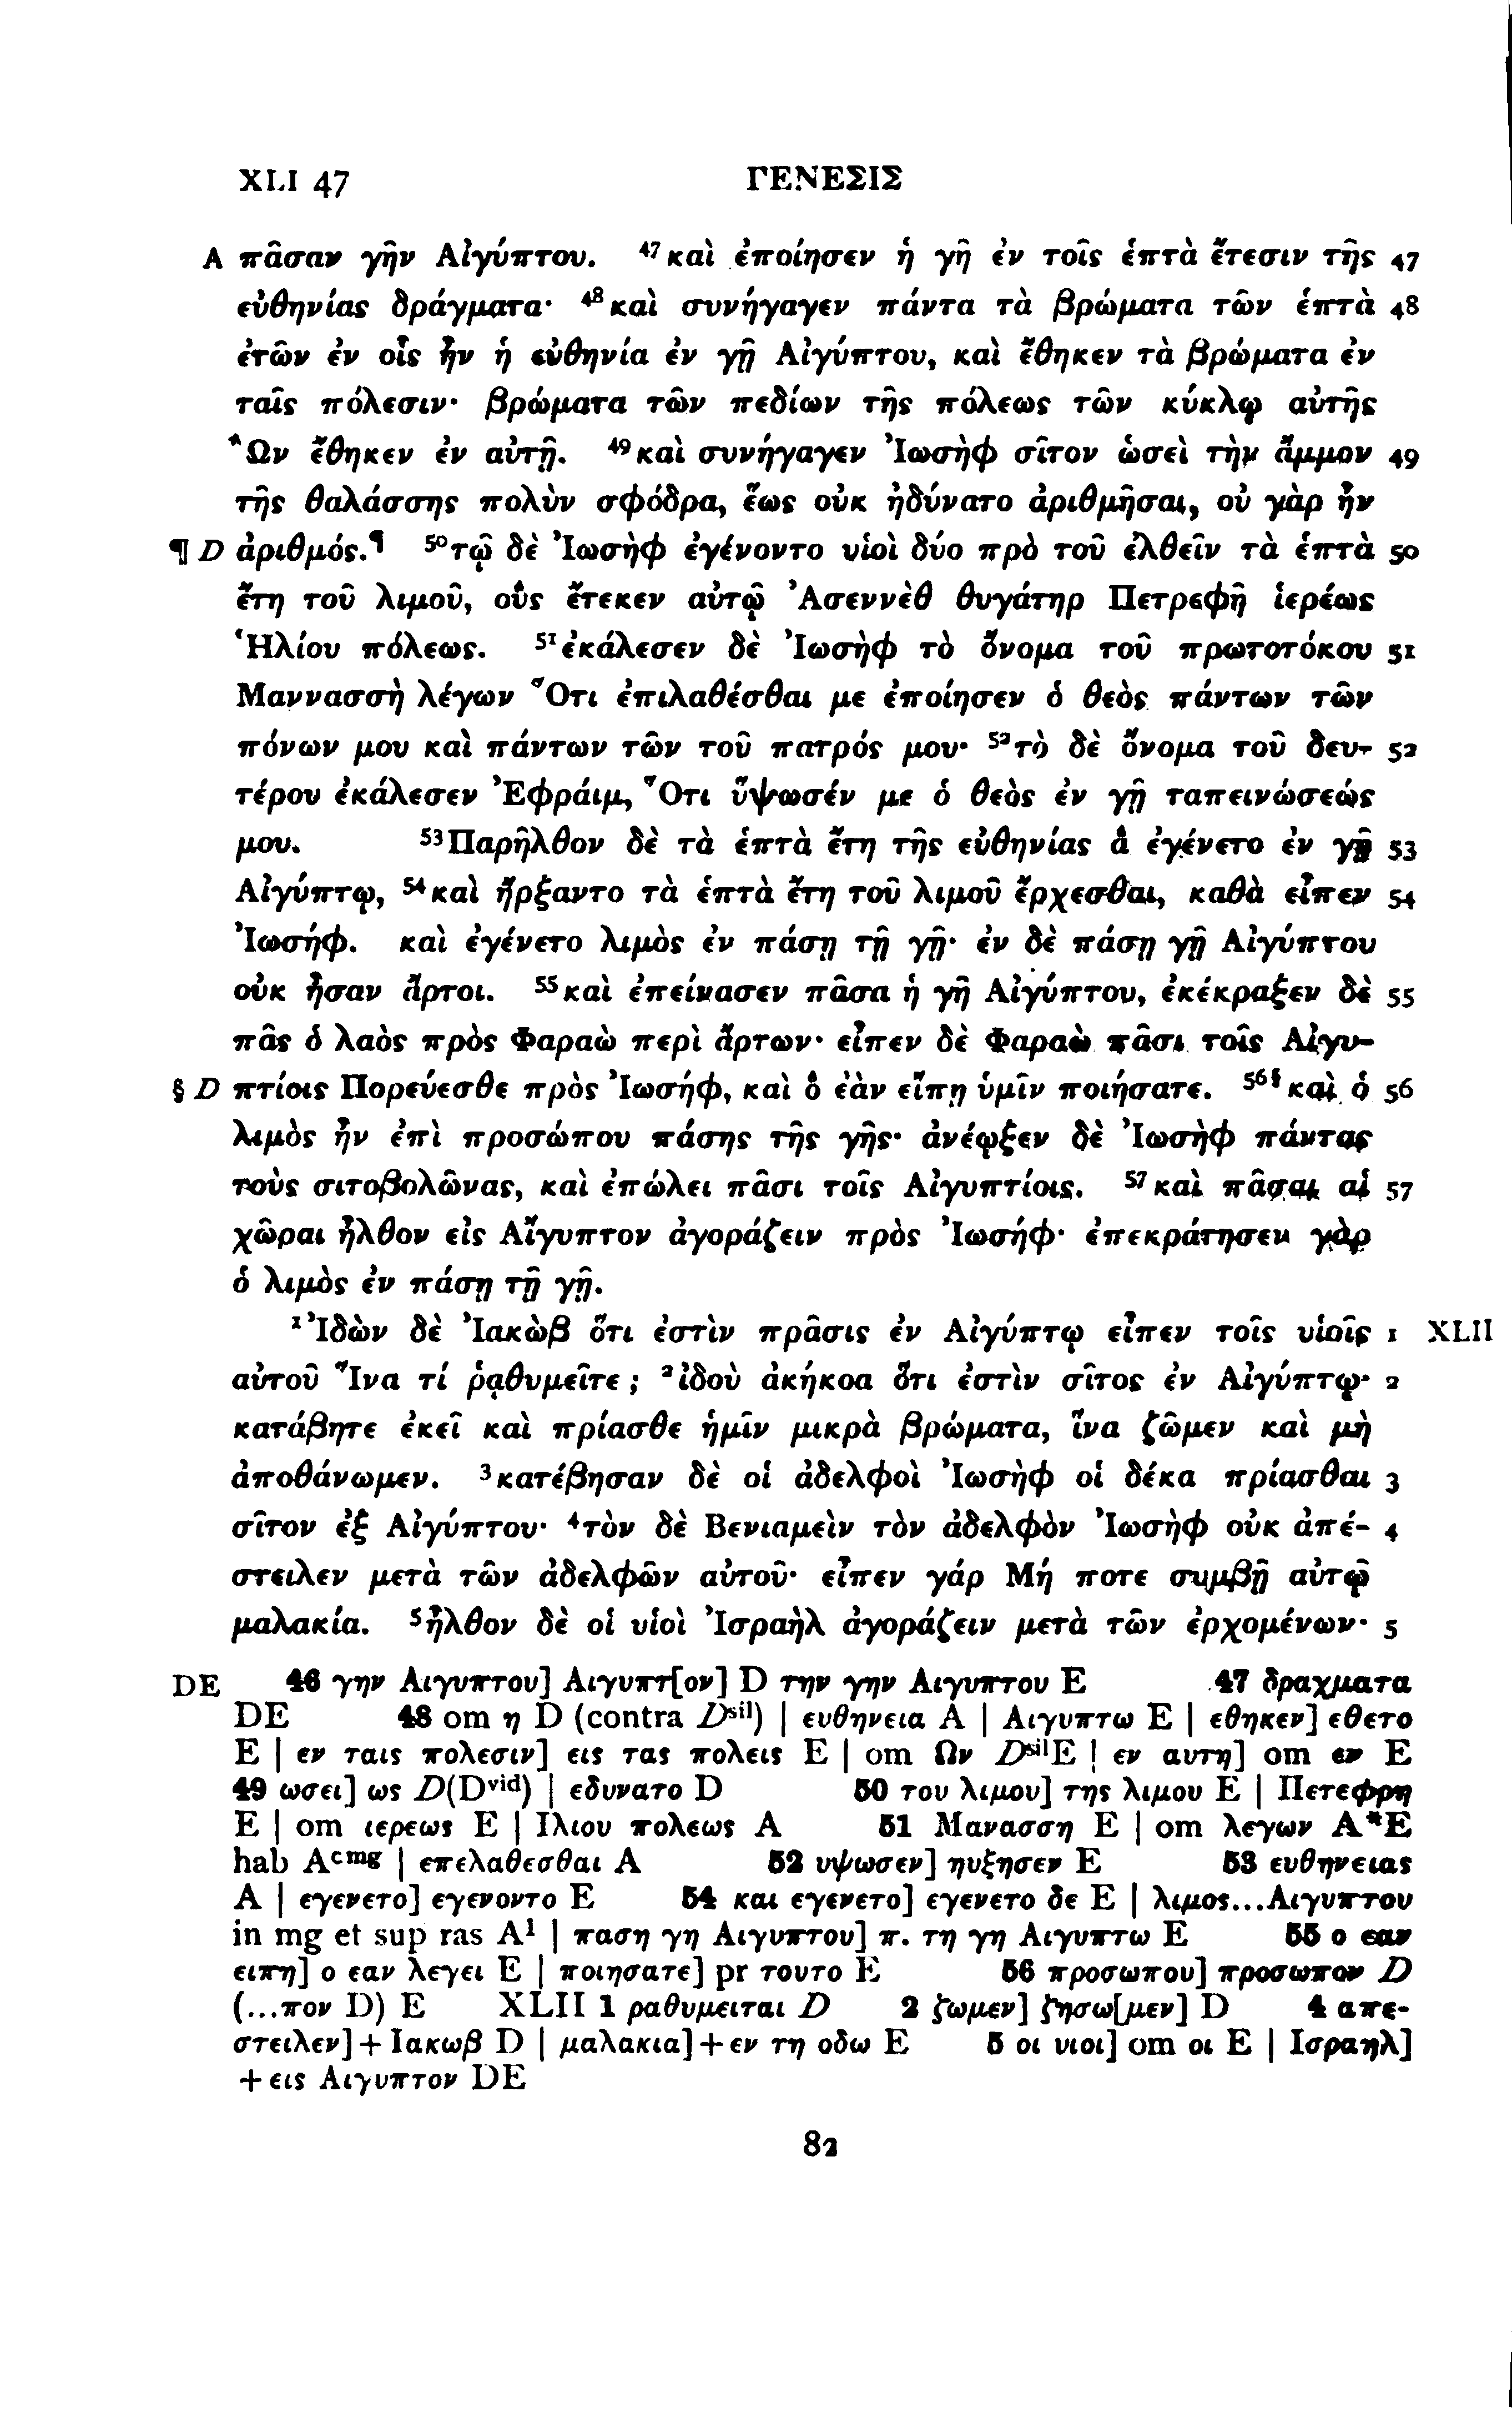 XLI 47 ΓΕΝΕΣΙΣ
A πᾶσαν γῆν Αἰγύπτου. ⁴⁷καὶ ἐποίησεν ἡ γῆ ἐν τοῖς ἑπτὰ ἔτεσιν τῆς 47
εὐθηνίας δράγματα· ⁴⁸καὶ συνήγαγεν πάντα τὰ βρώματα τῶν ἑπτὰ 48
ἐτῶν ἐν οἷς ἦν ἡ εὐθηνία ἐν γῇ Αἰγύπτου, καὶ ἔθηκεν τὰ βρώματα ἐν
ταῖς πόλεσιν· βρώματα τῶν πεδίων τῆς πόλεως τῶν κύκλῳ αὐτῆς
Ὢν ἔθηκεν ἐν αὐτῇ. ⁴⁹καὶ συνήγαγεν Ἰωσὴφ σῖτον ὡσεὶ τὴν ἄμμον 49
τῆς θαλάσσης πολὺν σφόδρα, ἕως οὐκ ἠδύνατο ἀριθμῆσαι, οὐ γὰρ ἦν
¶ D ἀριθμός.¶ ⁵⁰τῷ δὲ Ἰωσὴφ ἐγένοντο υἱοὶ δύο πρὸ τοῦ ἐλθεῖν τὰ ἑπτὰ 50
ἔτη τοῦ λιμοῦ, οὓς ἔτεκεν αὐτῷ Ἀσεννὲθ θυγάτηρ Πετρεφῆ ἱερέως
Ἡλίου πόλεως. ⁵¹ἐκάλεσεν δὲ Ἰωσὴφ τὸ ὄνομα τοῦ πρωτοτόκου 51
Μαννασσὴ λέγων Ὅτι ἐπιλαθέσθαι με ἐποίησεν ὁ θεὸς πάντων τῶν
πόνων μου καὶ πάντων τῶν τοῦ πατρός μου· ⁵²τὸ δὲ ὄνομα τοῦ δευ- 52
τέρου ἐκάλεσεν Ἐφράιμ, Ὅτι ὕψωσέν με ὁ θεὸς ἐν γῇ ταπεινώσεώς
μου. ⁵³Παρῆλθον δὲ τὰ ἑπτὰ ἔτη τῆς εὐθηνίας ἃ ἐγένετο ἐν γῇ 53
Αἰγύπτῳ, ⁵⁴καὶ ἤρξαντο τὰ ἑπτὰ ἔτη τοῦ λιμοῦ ἔρχεσθαι, καθὰ εἶπεν 54
Ἰωσήφ. καὶ ἐγένετο λιμὸς ἐν πάσῃ τῇ γῇ· ἐν δὲ πάσῃ γῇ Αἰγύπτου
οὐκ ἦσαν ἄρτοι. ⁵⁵καὶ ἐπείνασεν πᾶσα ἡ γῆ Αἰγύπτου, ἐκέκραξεν δὲ 55
πᾶς ὁ λαὸς πρὸς Φαραὼ περὶ ἄρτων· εἶπεν δὲ Φαραὼ πᾶσι τοῖς Αἰγυ-
§ D πτίοις Πορεύεσθε πρὸς Ἰωσήφ, καὶ ὃ ἐὰν εἴπῃ ὑμῖν ποιήσατε. ⁵⁶§καὶ ὁ 56
λιμὸς ἦν ἐπὶ προσώπου πάσης τῆς γῆς· ἀνέῳξεν δὲ Ἰωσὴφ πάντας
τοὺς σιτοβολῶνας, καὶ ἐπώλει πᾶσι τοῖς Αἰγυπτίοις. ⁵⁷καὶ πᾶσαι αἱ 57
χῶραι ἦλθον εἰς Αἴγυπτον ἀγοράζειν πρὸς Ἰωσήφ· ἐπεκράτησεν γὰρ
ὁ λιμὸς ἐν πάσῃ τῇ γῇ.
¹Ἰδὼν δὲ Ἰακὼβ ὅτι ἐστὶν πρᾶσις ἐν Αἰγύπτῳ εἶπεν τοῖς υἱοῖς 1 XLII
αὐτοῦ Ἵνα τί ῥᾳθυμεῖτε; ²ἰδοὺ ἀκήκοα ὅτι ἐστὶν σῖτος ἐν Αἰγύπτῳ· 2
κατάβητε ἐκεῖ καὶ πρίασθε ἡμῖν μικρὰ βρώματα, ἵνα ζῶμεν καὶ μὴ
ἀποθάνωμεν. ³κατέβησαν δὲ οἱ ἀδελφοὶ Ἰωσὴφ οἱ δέκα πρίασθαι 3
σῖτον ἐξ Αἰγύπτου· ⁴τὸν δὲ Βενιαμεὶν τὸν ἀδελφὸν Ἰωσὴφ οὐκ ἀπέ- 4
στειλεν μετὰ τῶν ἀδελφῶν αὐτοῦ· εἶπεν γάρ Μή ποτε συμβῇ αὐτῷ
μαλακία. ⁵ἦλθον δὲ οἱ υἱοὶ Ἰσραὴλ ἀγοράζειν μετὰ τῶν ἐρχομένων· 5
DE 46 γην Αιγυπτου] Αιγυπτ[ον] D την γην Αιγυπτου E 47 δραχματα
DE 48 om η D (contra Dˢⁱˡ) | ευθηνεια A | Αιγυπτω E | εθηκεν] εθετο
E | εν ταις πολεσιν] εις τας πολεις E | om Ων DˢⁱˡE | εν αυτη] om εν E
49 ωσει] ως D(Dᵛⁱᵈ) | εδυνατο D 50 του λιμου] της λιμου E | Πετεφρη
E | om ιερεως E | Ιλιου πολεως A 51 Μανασση E | om λεγων A*E
hab Aᶜᵐᵍ | επελαθεσθαι A 52 υψωσεν] ηυξησεν E 53 ευθηνειας
A | εγενετο] εγενοντο E 54 και εγενετο] εγενετο δε E | λιμος...Αιγυπτου
in mg et sup ras A¹ | παση γη Αιγυπτου] π. τη γη Αιγυπτω E 55 ο εαν
ειπη] ο εαν λεγει E | ποιησατε] pr τουτο E 56 προσωπου] προσωπον D
(...πον D) E XLII 1 ραθυμειται D 2 ζωμεν] ζησω[μεν] D 4 απε-
στειλεν] + Ιακωβ D | μαλακια] + εν τη οδω E 5 οι υιοι] om οι E | Ισραηλ]
+ εις Αιγυπτον DE
82